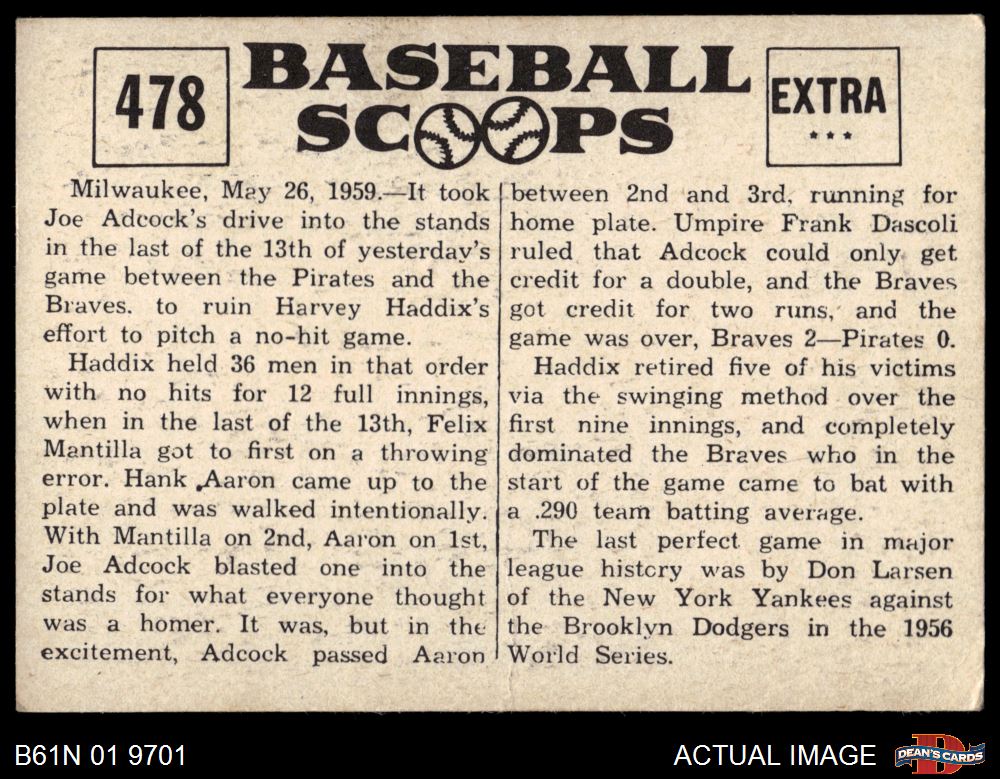 478
BASEBALL
SCOOPS
EXTRA
***
Milwaukee, May 26, 1959.—It took
Joe Adcock's drive into the stands
in the last of the 13th of yesterday's
game between the Pirates and the
Braves. to ruin Harvey Haddix's
effort to pitch a no-hit game.
Haddix held 36 men in that order
with no hits for 12 full innings,
when in the last of the 13th, Felix
Mantilla got to first on a throwing
error. Hank Aaron came up to the
plate and was walked intentionally.
With Mantilla on 2nd, Aaron on 1st,
Joe Adcock blasted one into the
stands for what everyone thought
was a homer. It was, but in the
excitement, Adcock passed Aaron
between 2nd and 3rd, running for
home plate. Umpire Frank Dascoli
ruled that Adcock could only get
credit for a double, and the Braves
got credit for two runs, and the
game was over, Braves 2—Pirates 0.
Haddix retired five of his victims
via the swinging method over the
first nine innings, and completely
dominated the Braves who in the
start of the game came to bat with
a .290 team batting average.
The last perfect game in major
league history was by Don Larsen
of the New York Yankees against
the Brooklyn Dodgers in the 1956
World Series.
B61N 01 9701
ACTUAL IMAGE
DEAN'S CARDS